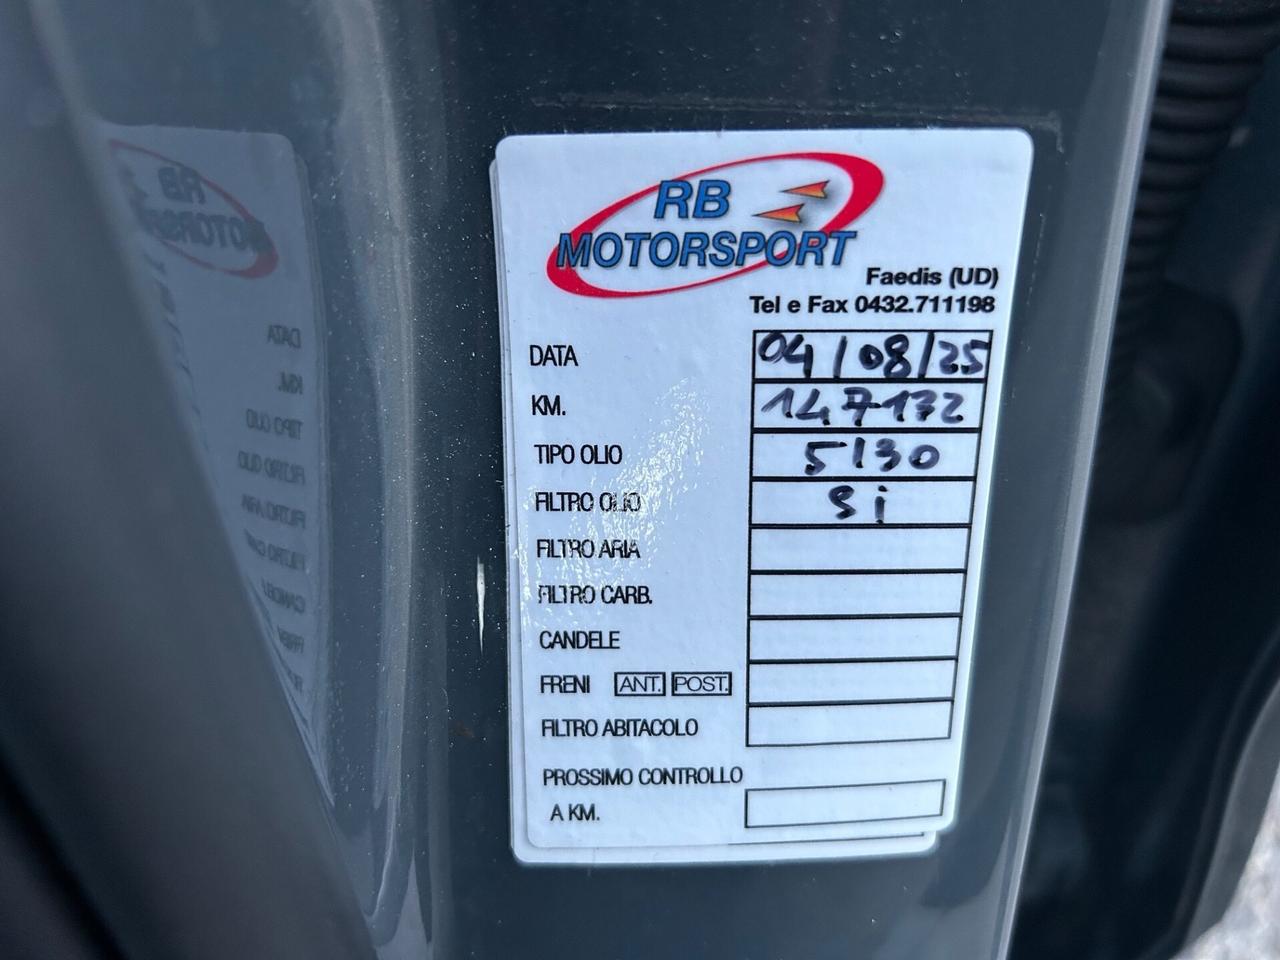 RB
MOTORSPORT
Faedis (UD)
Tel e Fax 0432.711198
DATA 04/08/25
KM. 147172
TIPO OLIO 5130
FILTRO OLIO Si
FILTRO ARIA
FILTRO CARB.
CANDELE
FRENI ANT. POST.
FILTRO ABITACOLO
PROSSIMO CONTROLLO
A KM.